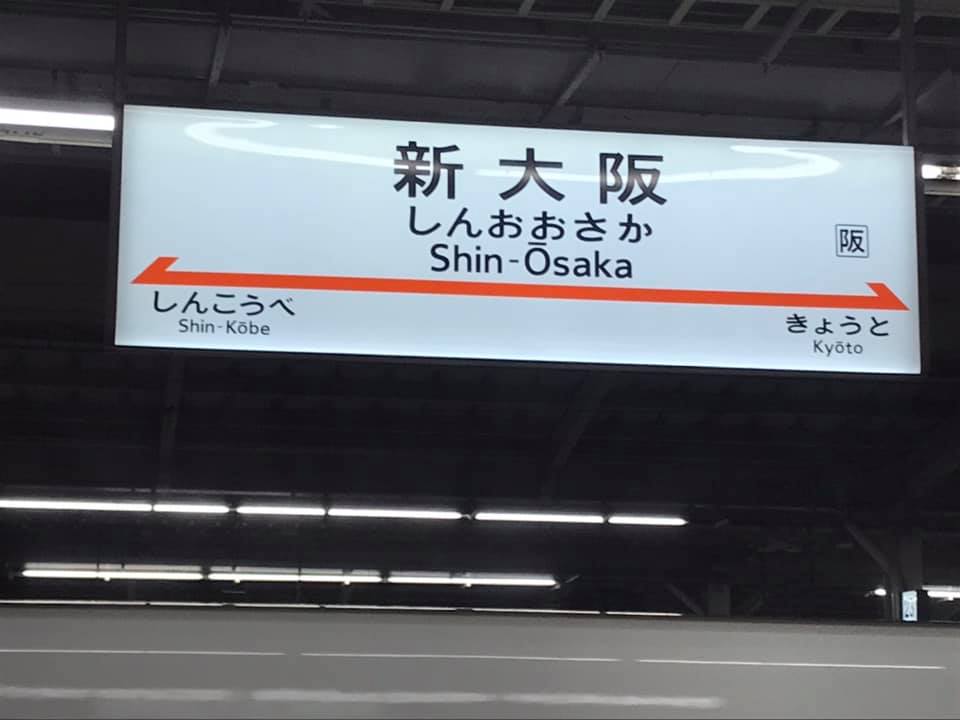 新大阪
しんおおさか
Shin-Ōsaka
阪
しんこうべ
Shin-Kōbe
きょうと
Kyōto